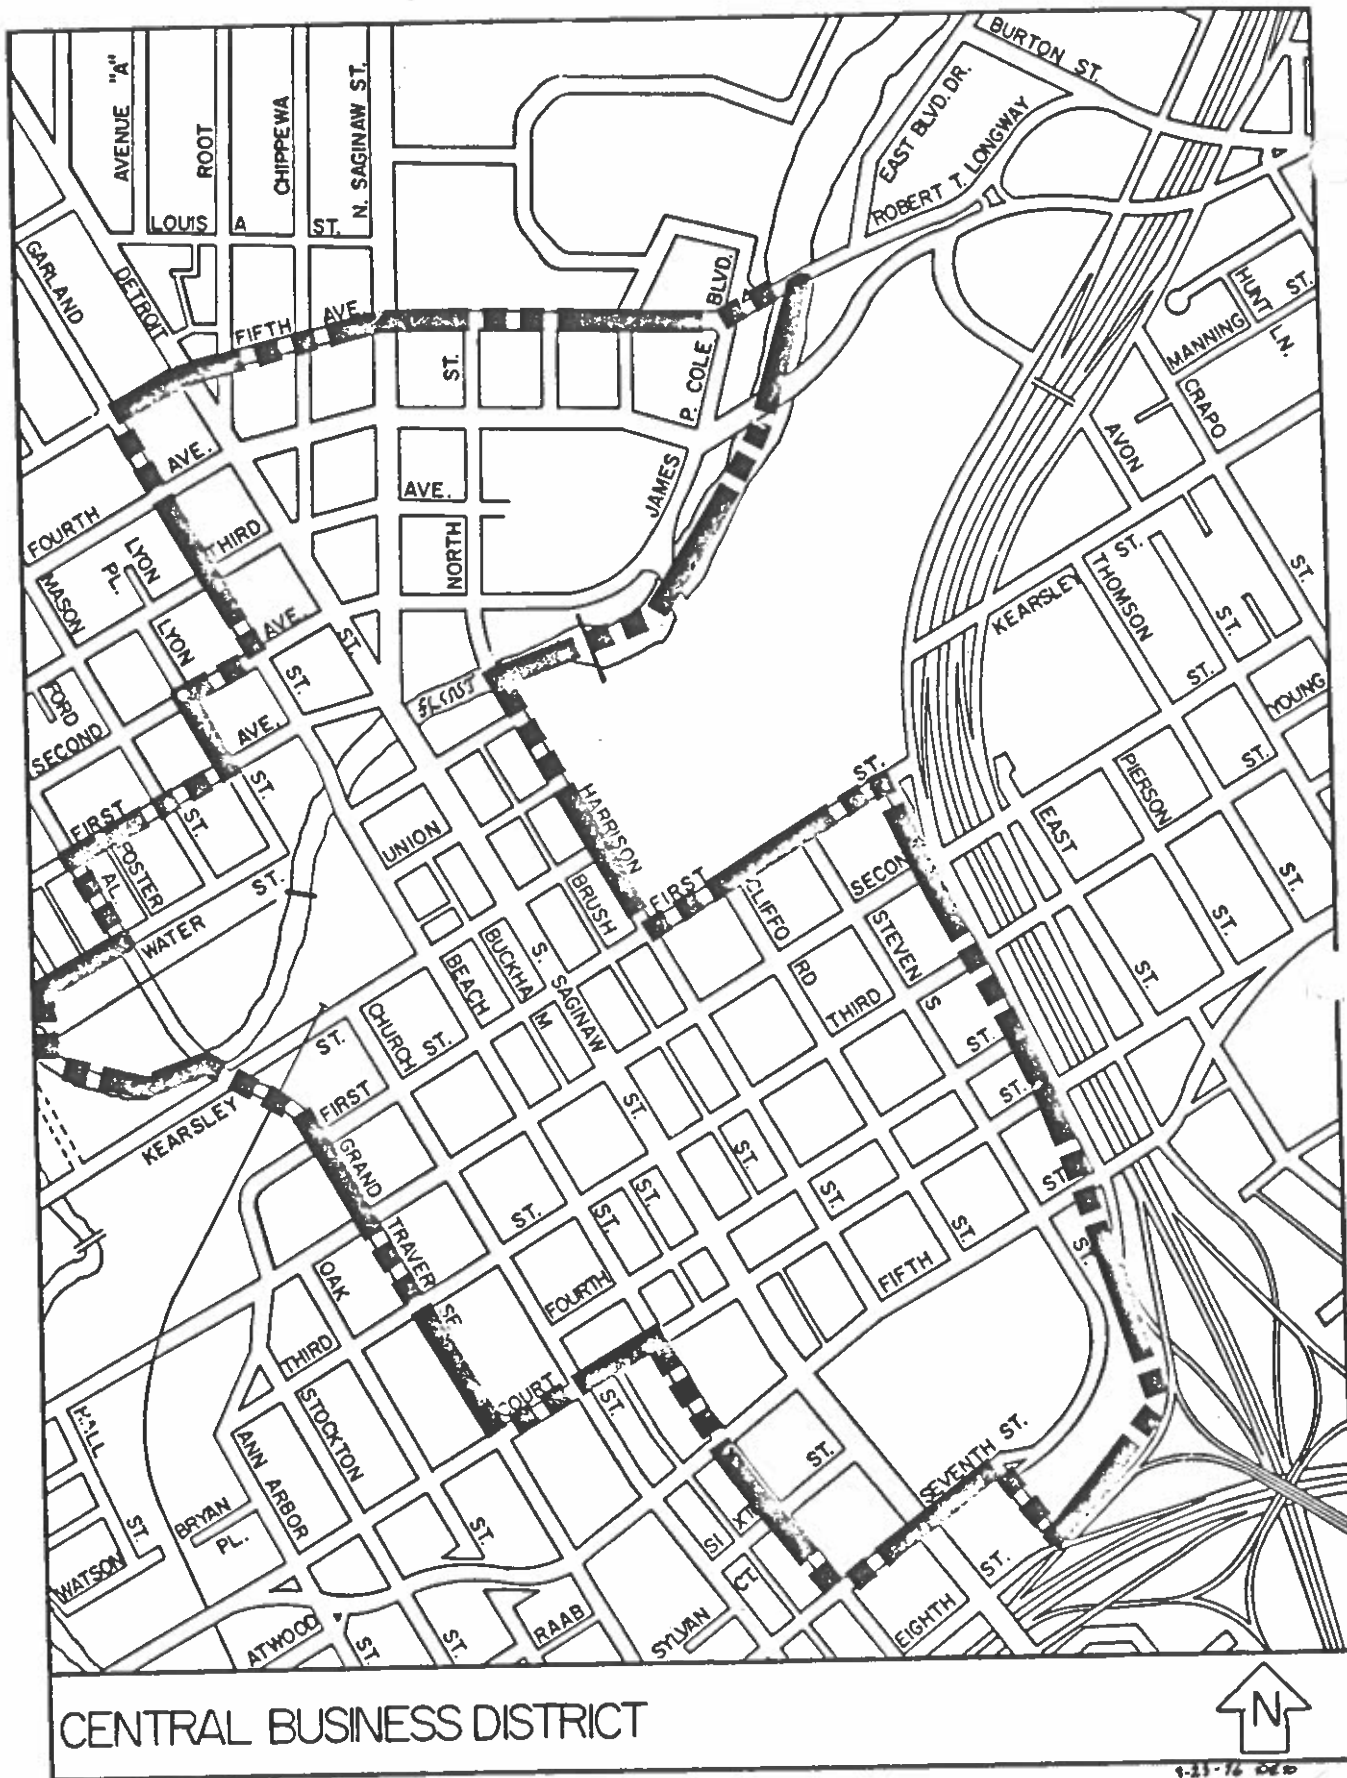 BURTON ST.
EAST BLVD. DR.
ROBERT T. LONGWAY
AVENUE "A"
ROOT
CHIPPEWA
N. SAGINAW ST.
LOUIS A ST.
GARLAND
DETROIT
FIFTH AVE.
BLVD.
HUNT ST.
MANNING
LN.
ST.
P. COLE
CRAPO
AVE.
AVON
AVE.
JAMES
FOURTH
THIRD
LYON
PL.
NORTH
ST.
ST.
MASON
KEARSLEY
THOMSON
LYON
AVE.
ST.
ST.
ST.
ST.
FORD
YOUNG
SECOND
AVE.
ST.
ST.
PIERSON
ST.
FIRST
ST.
HARRISON
EAST
UNION
FOSTER
AL.
ST.
BRUSH
FIRST
CLIFFO
RD
SECON
ST.
WATER
STEVEN
S
ST.
BUCKHA
M
S. SAGINAW
BEACH
ST.
THIRD
CHURCH
ST.
ST.
ST.
FIRST
ST.
ST.
KEARSLEY
GRAND
TRAVER
SE
ST.
ST.
ST.
ST.
ST.
ST.
ST.
S.
OAK
FOURTH
FIFTH
THIRD
COURT
ST.
HALL
STOCKTON
ST.
SEVENTH ST.
ANN ARBOR
BRYAN
PL.
ST.
ST.
SI
XT
WATSON
CT.
ST.
ATWOOD
ST.
ST.
RAAB
SYLVAN
EIGHTH
CENTRAL BUSINESS DISTRICT
N